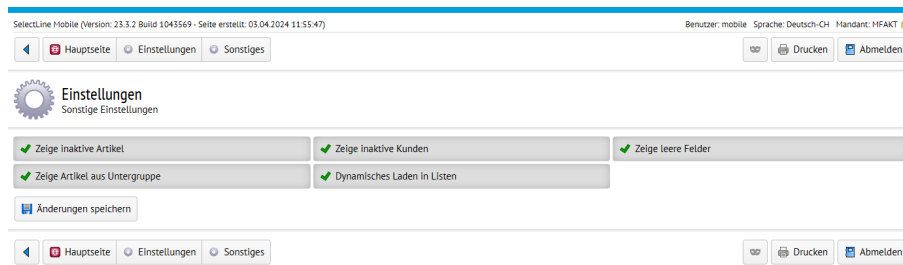 SelectLine Mobile (Version: 23.3.2 Build 1043569 - Seite erstellt: 03.04.2024 11:55:47) Benutzer: mobile Sprache: Deutsch-CH Mandant: MFAKT
Hauptseite Einstellungen Sonstiges Drucken Abmelden
Einstellungen
Sonstige Einstellungen
Zeige inaktive Artikel Zeige inaktive Kunden Zeige leere Felder
Zeige Artikel aus Untergruppe Dynamisches Laden in Listen
Änderungen speichern
Hauptseite Einstellungen Sonstiges Drucken Abmelden